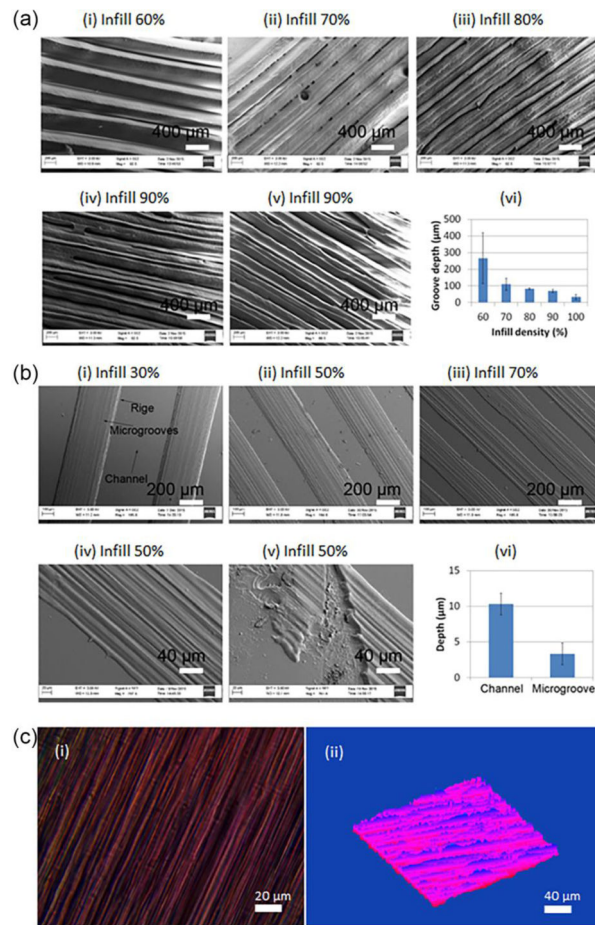 (a)
(i) Infill 60%
(ii) Infill 70%
(iii) Infill 80%
400 µm
400 µm
400 µm
(iv) Infill 90%
(v) Infill 90%
(vi)
400 µm
400 µm
Groove depth (µm)
500
400
300
200
100
0
60 70 80 90 100
Infill density (%)
(b)
(i) Infill 30%
(ii) Infill 50%
(iii) Infill 70%
Rige
Microgrooves
Channel
200 µm
200 µm
200 µm
(iv) Infill 50%
(v) Infill 50%
(vi)
40 µm
40 µm
Depth (µm)
15
10
5
0
Channel Microgroove
(c)
(i)
20 µm
(ii)
40 µm